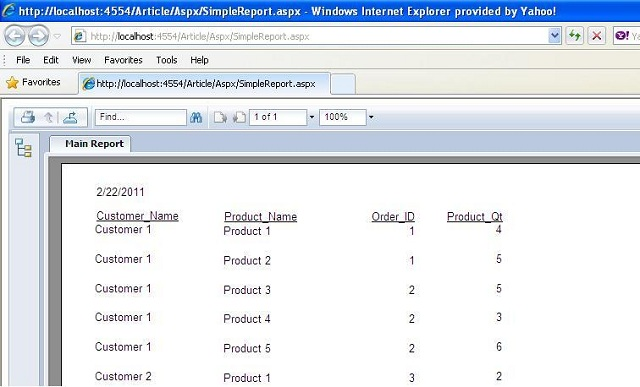 http://localhost:4554/Article/Aspx/SimpleReport.aspx - Windows Internet Explorer provided by Yahoo!
http://localhost:4554/Article/Aspx/SimpleReport.aspx
File Edit View Favorites Tools Help
Favorites http://localhost:4554/Article/Aspx/SimpleReport.aspx
Find... 1 of 1 100%
Main Report
2/22/2011
Customer_Name Product_Name Order_ID Product_Qt
Customer 1 Product 1 1 4
Customer 1 Product 2 1 5
Customer 1 Product 3 2 5
Customer 1 Product 4 2 3
Customer 1 Product 5 2 6
Customer 2 Product 1 3 2